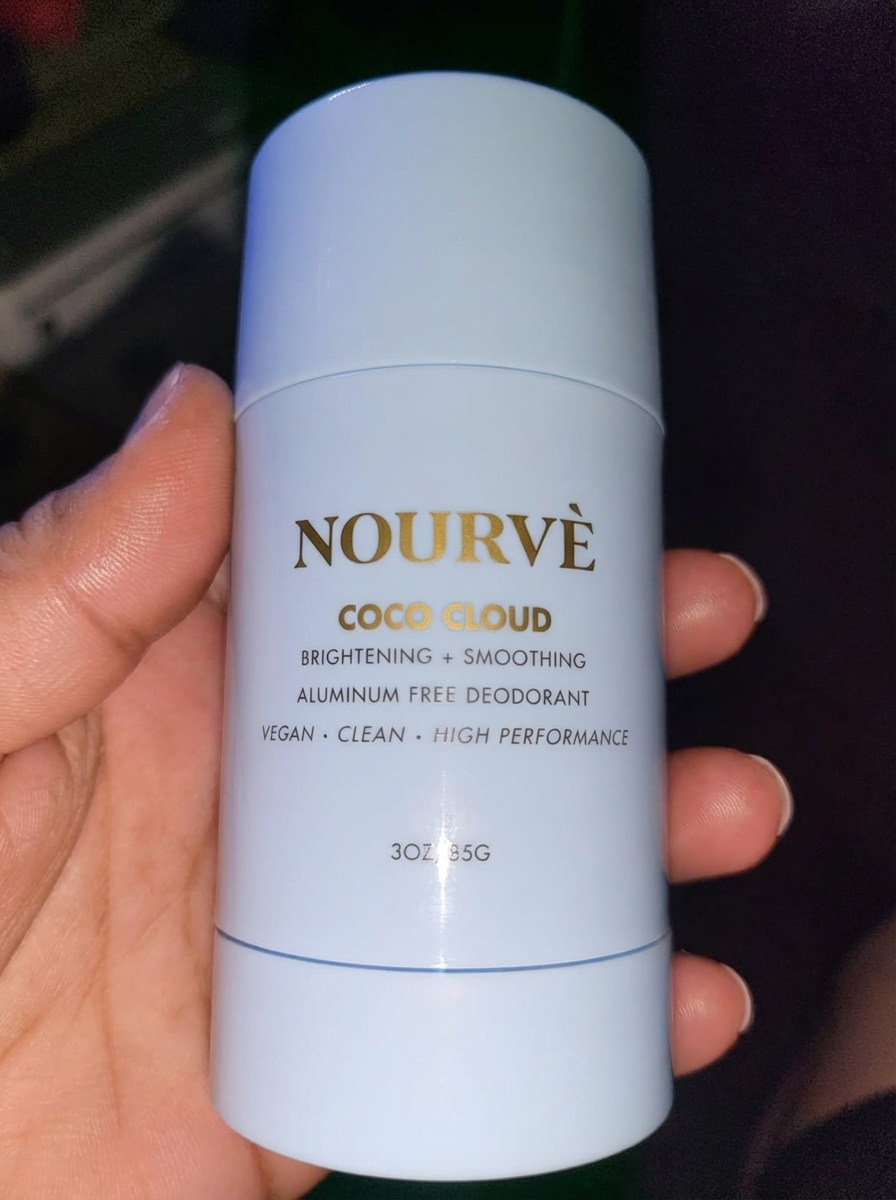 NOURVÈ
COCO CLOUD
BRIGHTENING + SMOOTHING
ALUMINUM FREE DEODORANT
VEGAN • CLEAN • HIGH PERFORMANCE
3OZ/85G